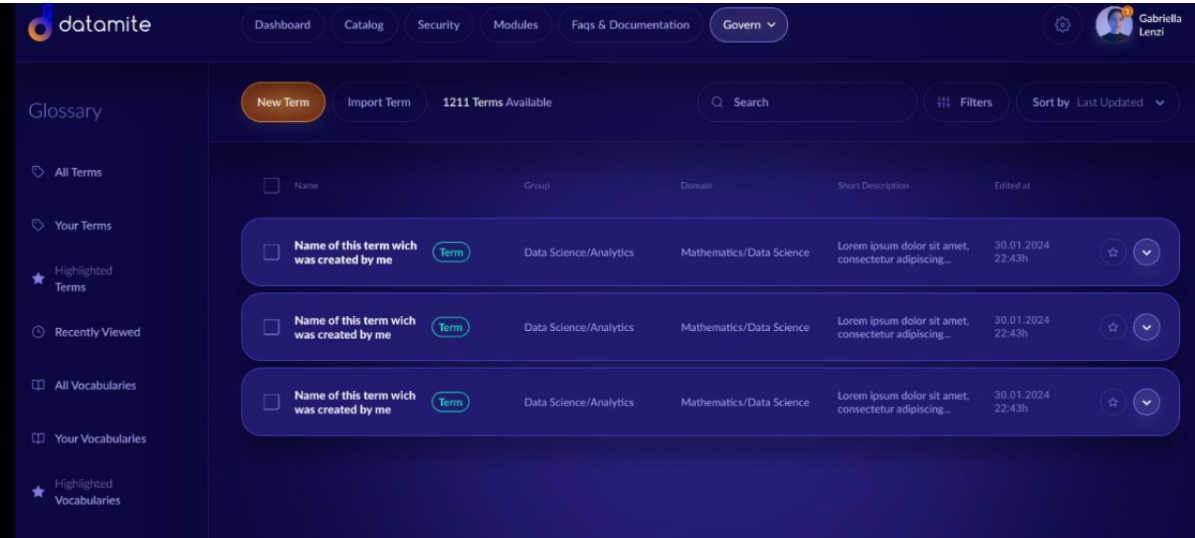 datamite
Dashboard
Catalog
Security
Modules
Faqs & Documentation
Govern
1
Gabriella
Lenzi
Glossary
All Terms
Your Terms
Highlighted
Terms
Recently Viewed
All Vocabularies
Your Vocabularies
Highlighted
Vocabularies
New Term
Import Term
1211 Terms Available
Search
Filters
Sort by Last Updated
Name
Group
Domain
Short Description
Edited at
Name of this term wich
was created by me
Term
Data Science/Analytics
Mathematics/Data Science
Lorem ipsum dolor sit amet,
consectetur adipiscing...
30.01.2024
22:43h
Name of this term wich
was created by me
Term
Data Science/Analytics
Mathematics/Data Science
Lorem ipsum dolor sit amet,
consectetur adipiscing...
30.01.2024
22:43h
Name of this term wich
was created by me
Term
Data Science/Analytics
Mathematics/Data Science
Lorem ipsum dolor sit amet,
consectetur adipiscing...
30.01.2024
22:43h